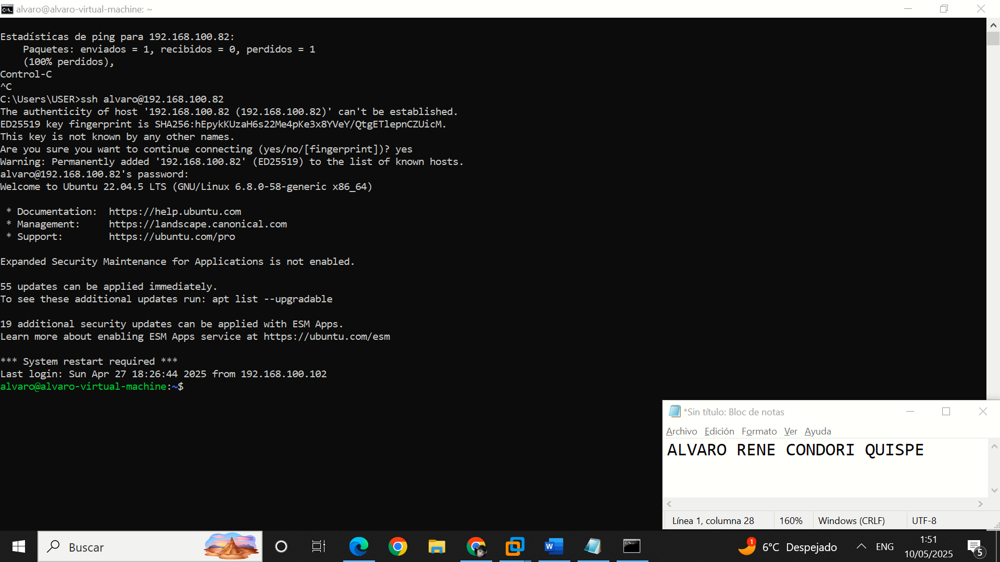 alvaro@alvaro-virtual-machine: ~
Estadísticas de ping para 192.168.100.82:
    Paquetes: enviados = 1, recibidos = 0, perdidos = 1
    (100% perdidos),
Control-C
^C
C:\Users\USER>ssh alvaro@192.168.100.82
The authenticity of host '192.168.100.82 (192.168.100.82)' can't be established.
ED25519 key fingerprint is SHA256:hEpykKUzaH6s22Me4pKe3x8YVeY/QtgETlepnCZUicM.
This key is not known by any other names.
Are you sure you want to continue connecting (yes/no/[fingerprint])? yes
Warning: Permanently added '192.168.100.82' (ED25519) to the list of known hosts.
alvaro@192.168.100.82's password:
Welcome to Ubuntu 22.04.5 LTS (GNU/Linux 6.8.0-58-generic x86_64)
 * Documentation:  https://help.ubuntu.com
 * Management:     https://landscape.canonical.com
 * Support:        https://ubuntu.com/pro
Expanded Security Maintenance for Applications is not enabled.
55 updates can be applied immediately.
To see these additional updates run: apt list --upgradable
19 additional security updates can be applied with ESM Apps.
Learn more about enabling ESM Apps service at https://ubuntu.com/esm
*** System restart required ***
Last login: Sun Apr 27 18:26:44 2025 from 192.168.100.102
alvaro@alvaro-virtual-machine:~$
*Sin título: Bloc de notas
Archivo Edición Formato Ver Ayuda
ALVARO RENE CONDORI QUISPE
Línea 1, columna 28 160% Windows (CRLF) UTF-8
Buscar
1 6°C Despejado ENG
1:51
10/05/2025
5